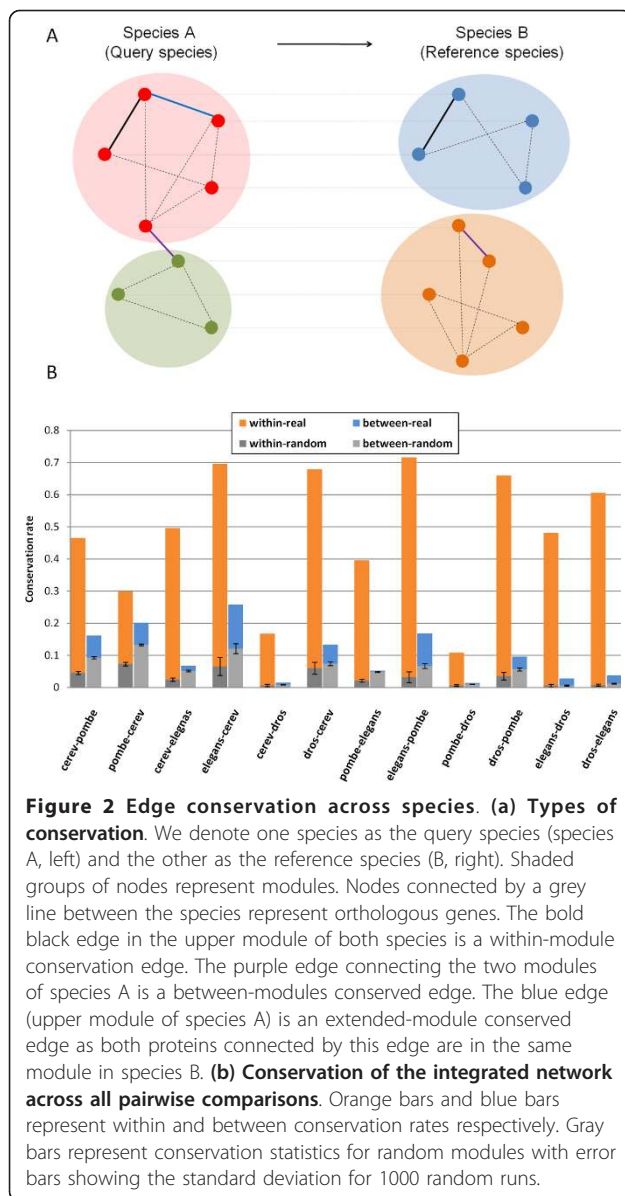 A
Species A
(Query species)
Species B
(Reference species)
B
within-real
between-real
within-random
between-random
Conservation rate
0.8
0.7
0.6
0.5
0.4
0.3
0.2
0.1
0
cerev-pombe
pombe-cerev
cerev-elegnas
elegans-cerev
cerev-dros
dros-cerev
pombe-elegans
elegans-pombe
pombe-dros
dros-pombe
elegans-dros
dros-elegans
Figure 2 Edge conservation across species. (a) Types of
conservation. We denote one species as the query species (species
A, left) and the other as the reference species (B, right). Shaded
groups of nodes represent modules. Nodes connected by a grey
line between the species represent orthologous genes. The bold
black edge in the upper module of both species is a within-module
conservation edge. The purple edge connecting the two modules
of species A is a between-modules conserved edge. The blue edge
(upper module of species A) is an extended-module conserved
edge as both proteins connected by this edge are in the same
module in species B. (b) Conservation of the integrated network
across all pairwise comparisons. Orange bars and blue bars
represent within and between conservation rates respectively. Gray
bars represent conservation statistics for random modules with error
bars showing the standard deviation for 1000 random runs.